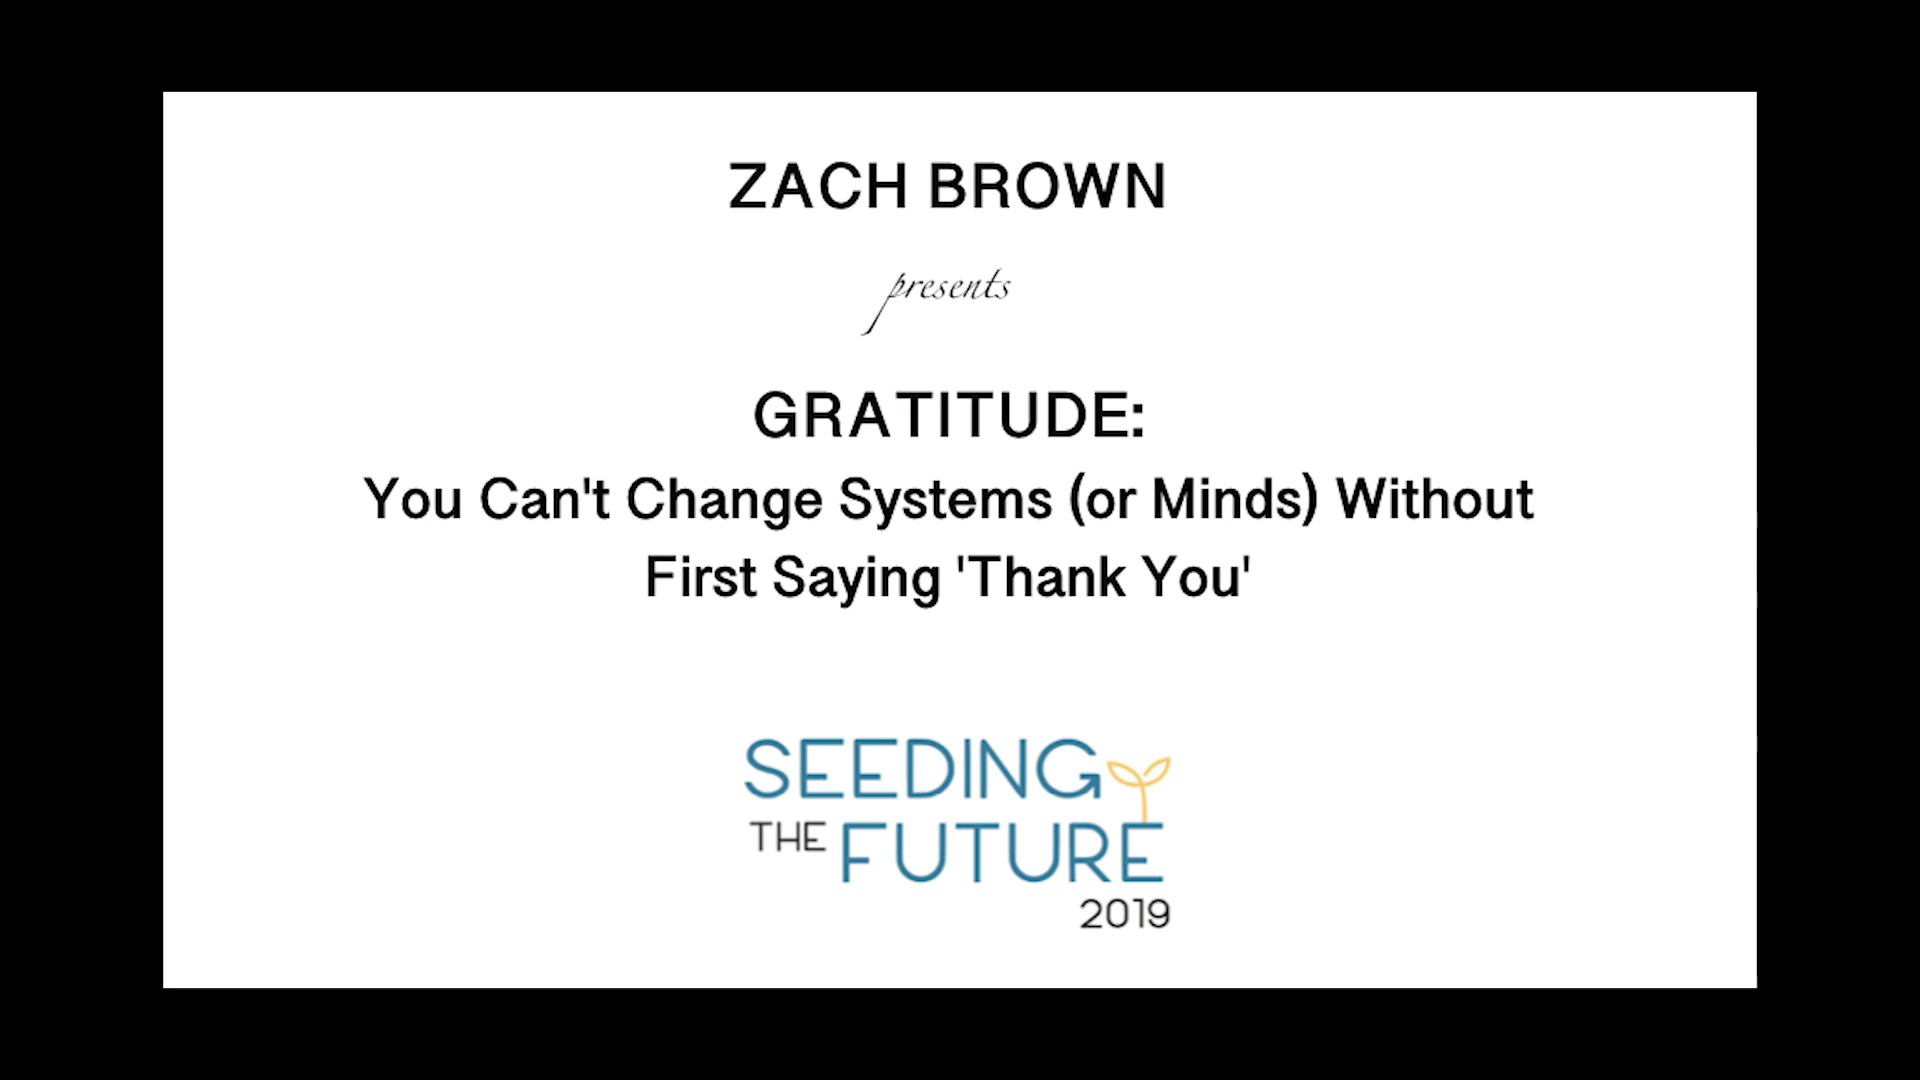 ZACH BROWN
presents
GRATITUDE:
You Can't Change Systems (or Minds) Without
First Saying 'Thank You'
SEEDING
THE FUTURE
2019